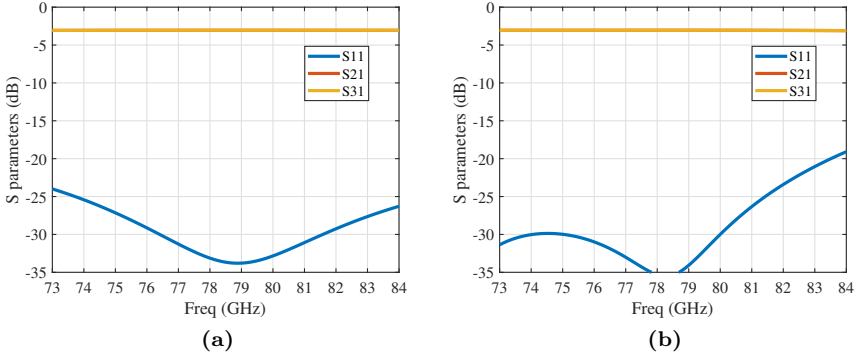 0
-5
-10
-15
-20
-25
-30
-35
S parameters (dB)
S11
S21
S31
73 74 75 76 77 78 79 80 81 82 83 84
Freq (GHz)
(a)
0
-5
-10
-15
-20
-25
-30
-35
S parameters (dB)
S11
S21
S31
73 74 75 76 77 78 79 80 81 82 83 84
Freq (GHz)
(b)